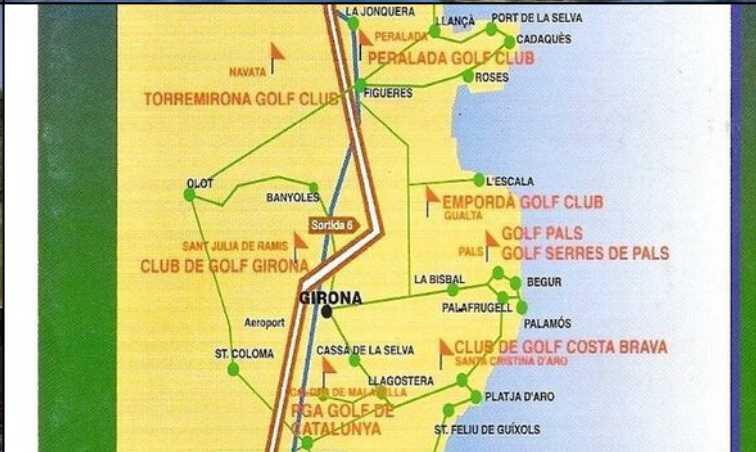 LA JONQUERA
LLANÇÀ
PORT DE LA SELVA
PERALADA
CADAQUÈS
PERALADA GOLF CLUB
NAVATA
ROSES
TORREMIRONA GOLF CLUB
FIGUERES
OLOT
BANYOLES
L'ESCALA
EMPORDÀ GOLF CLUB
GUALTA
Sortida 6
GOLF PALS
SANT JULIA DE RAMIS
PALS
GOLF SERRES DE PALS
CLUB DE GOLF GIRONA
LA BISBAL
BEGUR
GIRONA
PALAFRUGELL
Aeroport
PALAMÓS
ST. COLOMA
CASSÀ DE LA SELVA
CLUB DE GOLF COSTA BRAVA
SANTA CRISTINA D'ARO
LLAGOSTERA
CALDES DE MALAVELLA
PLATJA D'ARO
PGA GOLF DE
CATALUNYA
ST. FELIU DE GUÍXOLS